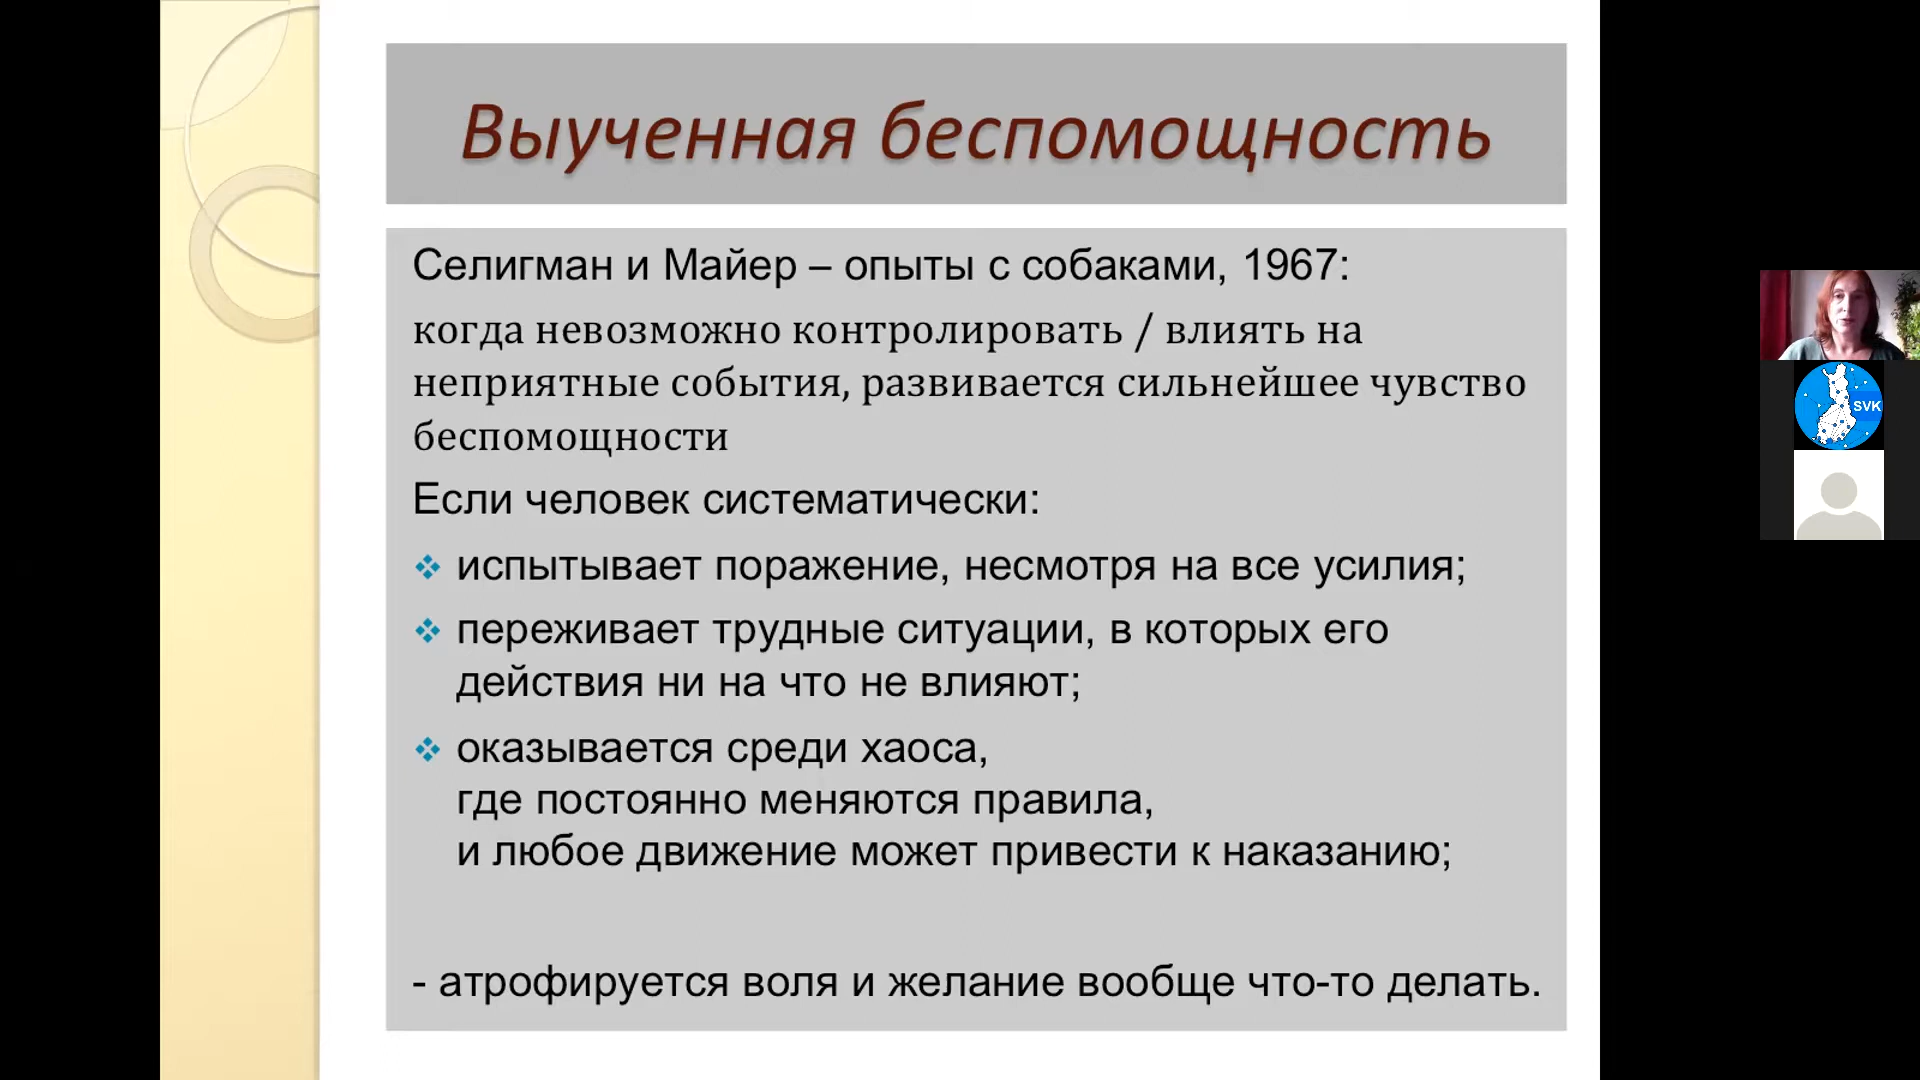 Выученная беспомощность
Селигман и Майер – опыты с собаками, 1967:
когда невозможно контролировать / влиять на
неприятные события, развивается сильнейшее чувство
беспомощности
Если человек систематически:
❖ испытывает поражение, несмотря на все усилия;
❖ переживает трудные ситуации, в которых его
действия ни на что не влияют;
❖ оказывается среди хаоса,
где постоянно меняются правила,
и любое движение может привести к наказанию;
- атрофируется воля и желание вообще что-то делать.
SVK